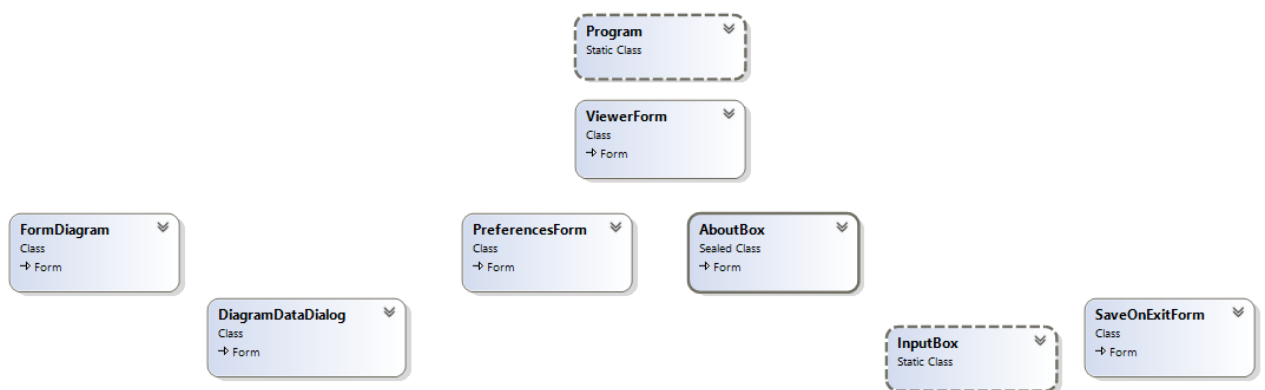 Program
Static Class
ViewerForm
Class
Form
FormDiagram
Class
Form
PreferencesForm
Class
Form
AboutBox
Sealed Class
Form
DiagramDataDialog
Class
Form
InputBox
Static Class
SaveOnExitForm
Class
Form